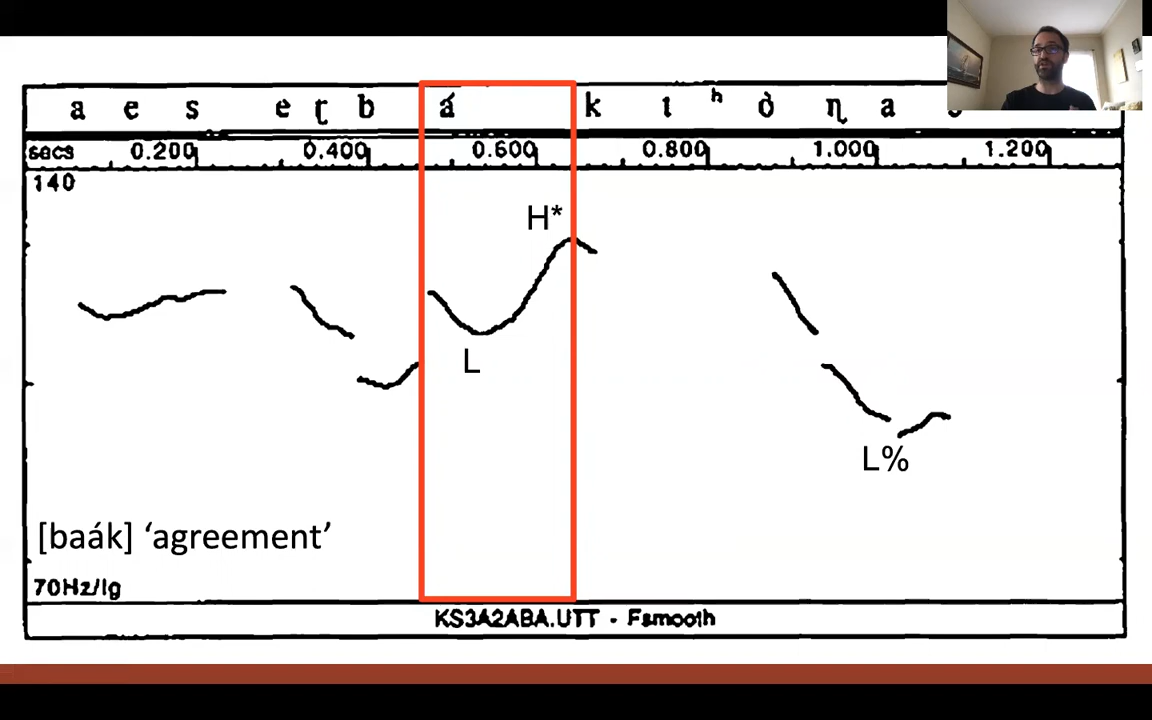 a e s e ɽ b á k ɩ ʰ ò ɳ a
secs 0.200 0.400 0.600 0.800 1.000 1.200
140
H*
L
L%
[baák] ‘agreement’
70Hz/lg
KS3A2ABA.UTT - Fsmooth